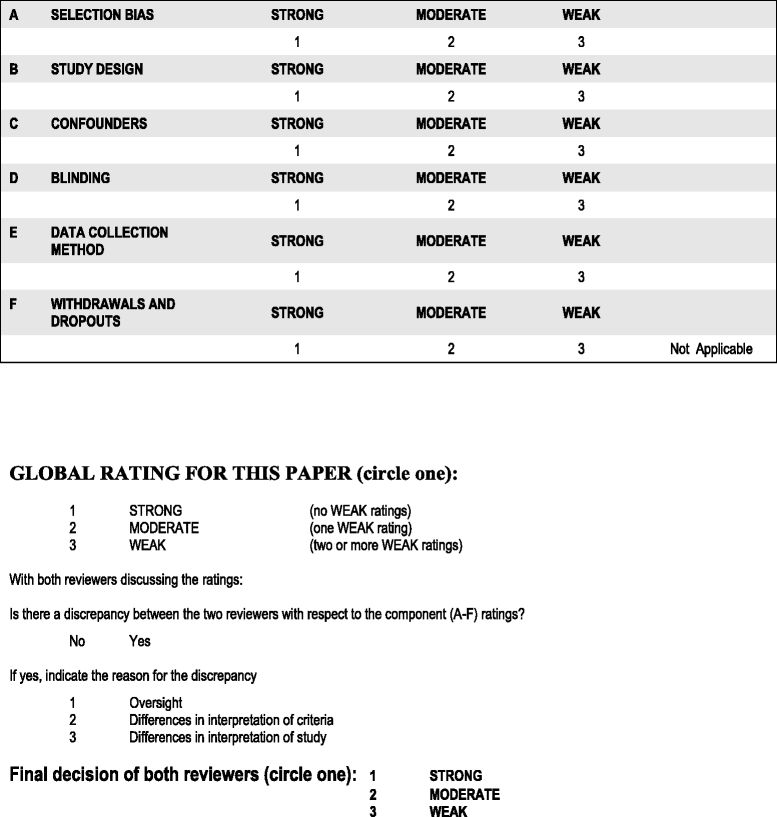 A SELECTION BIAS STRONG MODERATE WEAK
1 2 3
B STUDY DESIGN STRONG MODERATE WEAK
1 2 3
C CONFOUNDERS STRONG MODERATE WEAK
1 2 3
D BLINDING STRONG MODERATE WEAK
1 2 3
E DATA COLLECTION METHOD STRONG MODERATE WEAK
1 2 3
F WITHDRAWALS AND DROPOUTS STRONG MODERATE WEAK
1 2 3 Not Applicable
GLOBAL RATING FOR THIS PAPER (circle one):
1 STRONG (no WEAK ratings)
2 MODERATE (one WEAK rating)
3 WEAK (two or more WEAK ratings)
With both reviewers discussing the ratings:
Is there a discrepancy between the two reviewers with respect to the component (A-F) ratings?
No Yes
If yes, indicate the reason for the discrepancy
1 Oversight
2 Differences in interpretation of criteria
3 Differences in interpretation of study
Final decision of both reviewers (circle one): 1 STRONG
2 MODERATE
3 WEAK